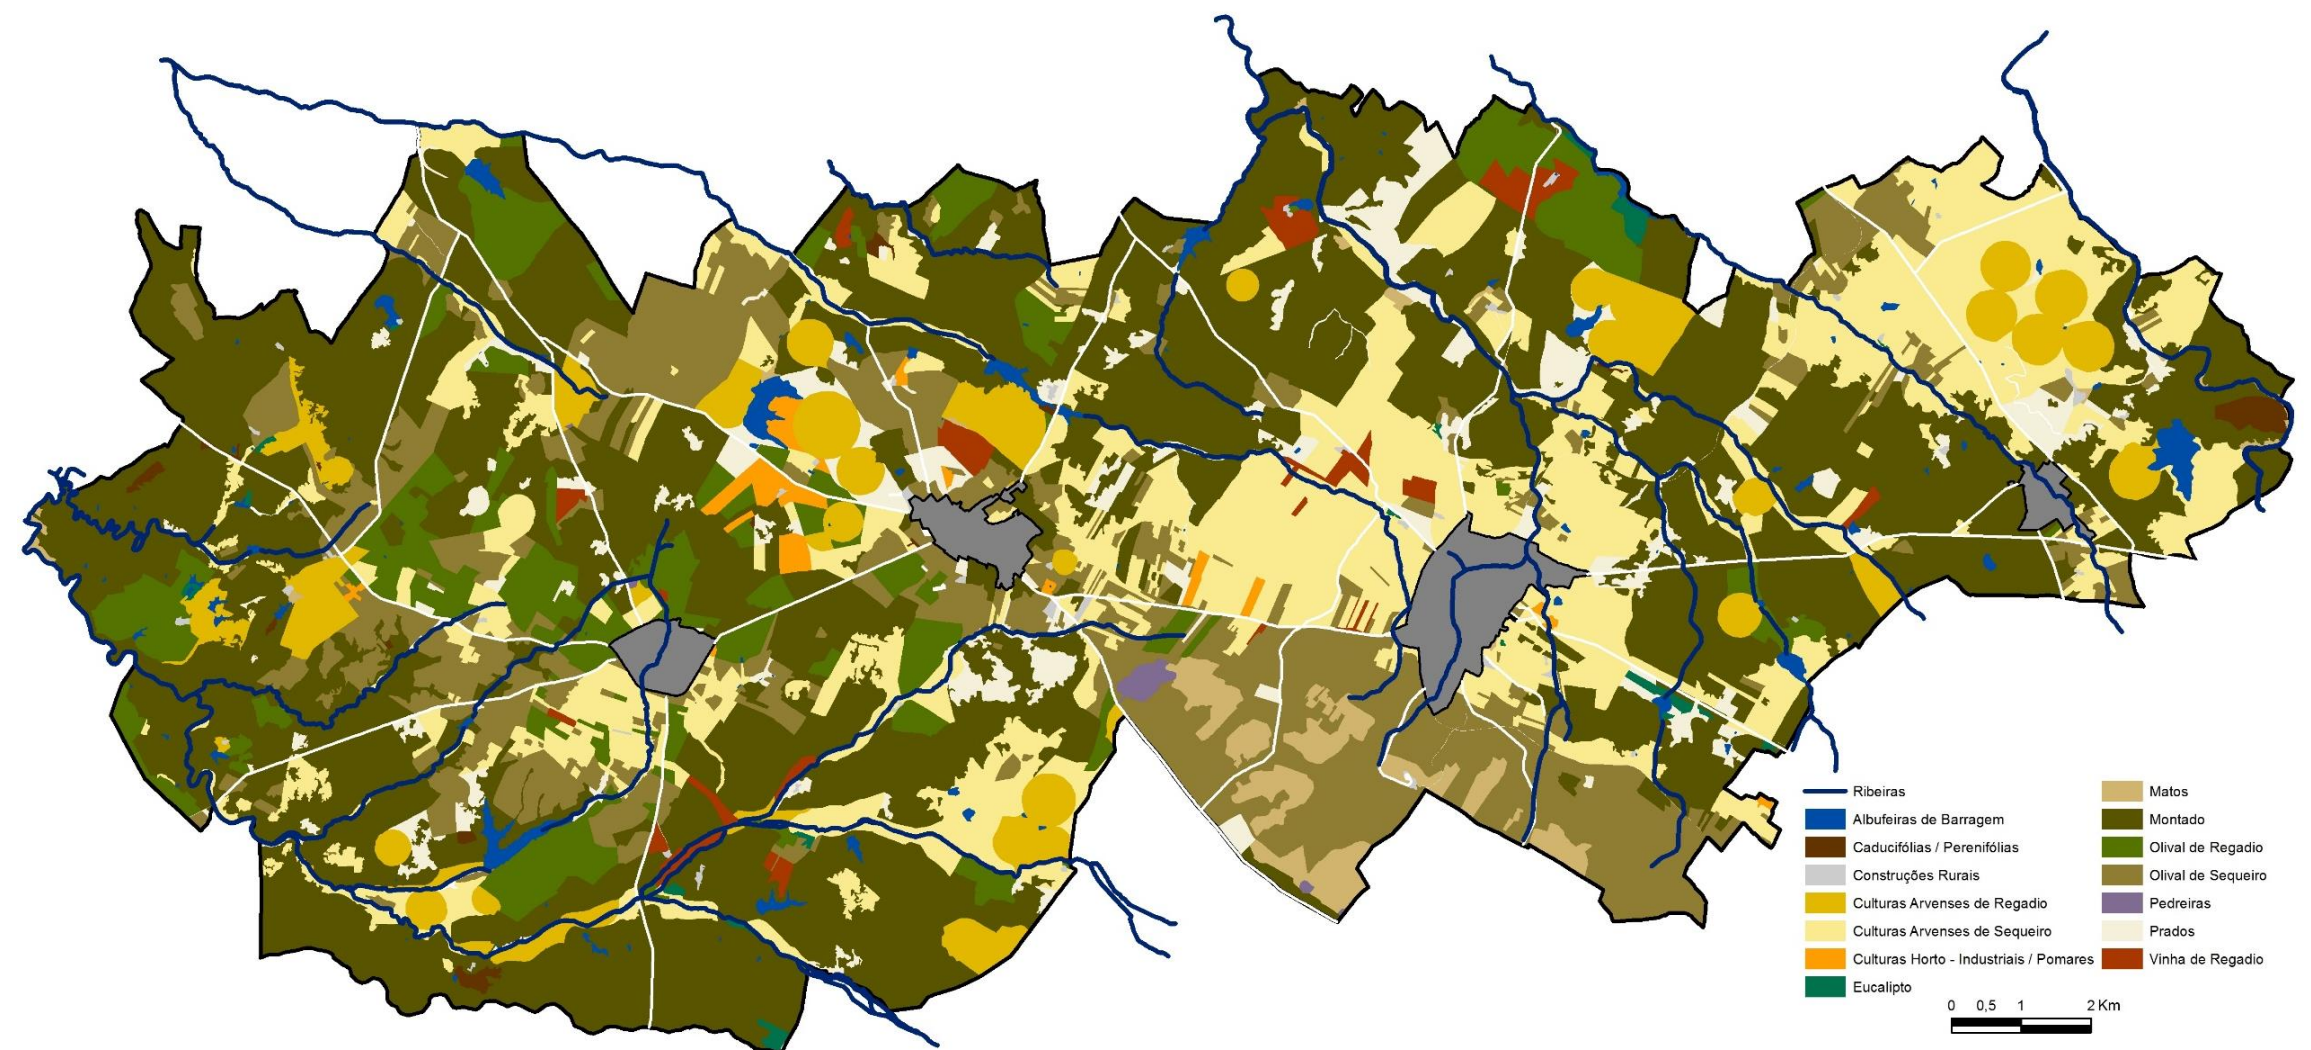 Ribeiras
Albufeiras de Barragem
Caducifólias / Perenifólias
Construções Rurais
Culturas Arvenses de Regadio
Culturas Arvenses de Sequeiro
Culturas Horto - Industriais / Pomares
Eucalipto
Matos
Montado
Olival de Regadio
Olival de Sequeiro
Pedreiras
Prados
Vinha de Regadio
0 0,5 1 2 Km